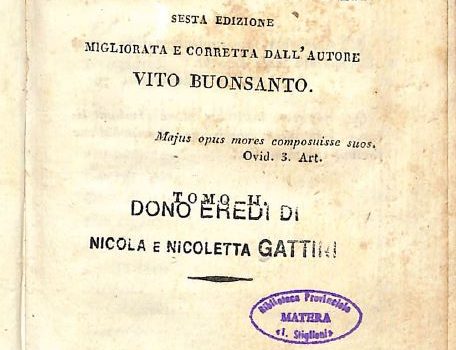 SESTA EDIZIONE
MIGLIORATA E CORRETTA DALL'AUTORE
VITO BUONSANTO.
Majus opus mores composuisse suos.
Ovid. 3. Art.
TOMO II.
DONO EREDI DI
NICOLA E NICOLETTA GATTINI
Biblioteca Provinciale
MATERA
«T. Stigliani»